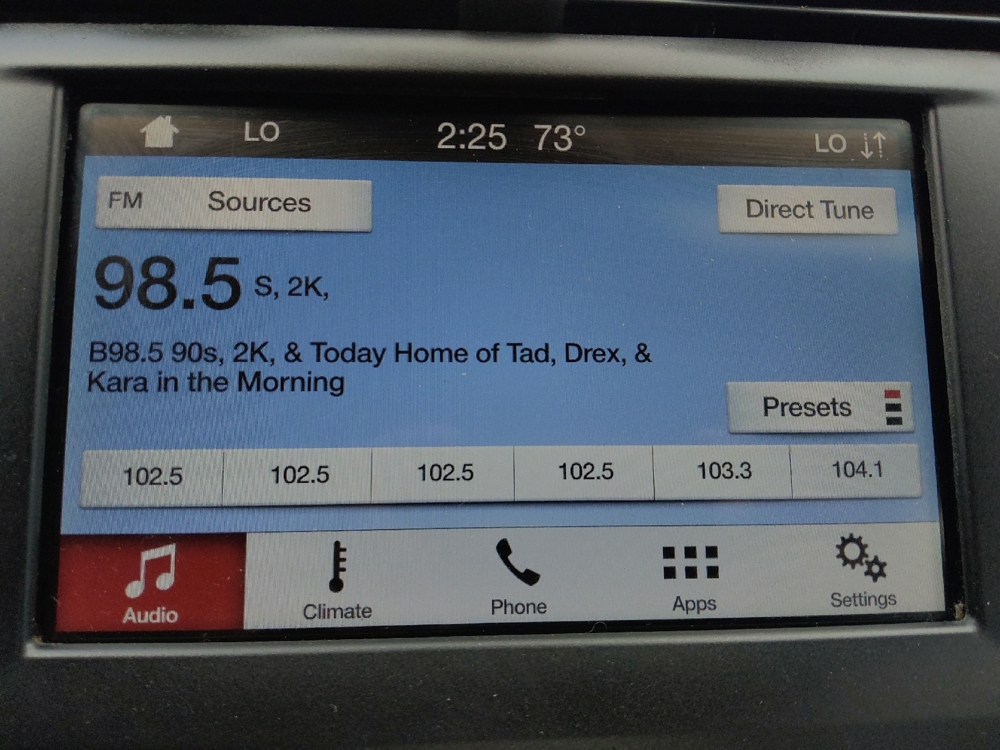 LO 2:25 73° LO
FM Sources Direct Tune
98.5 S, 2K,
B98.5 90s, 2K, & Today Home of Tad, Drex, &
Kara in the Morning
Presets
102.5 102.5 102.5 102.5 103.3 104.1
Audio Climate Phone Apps Settings